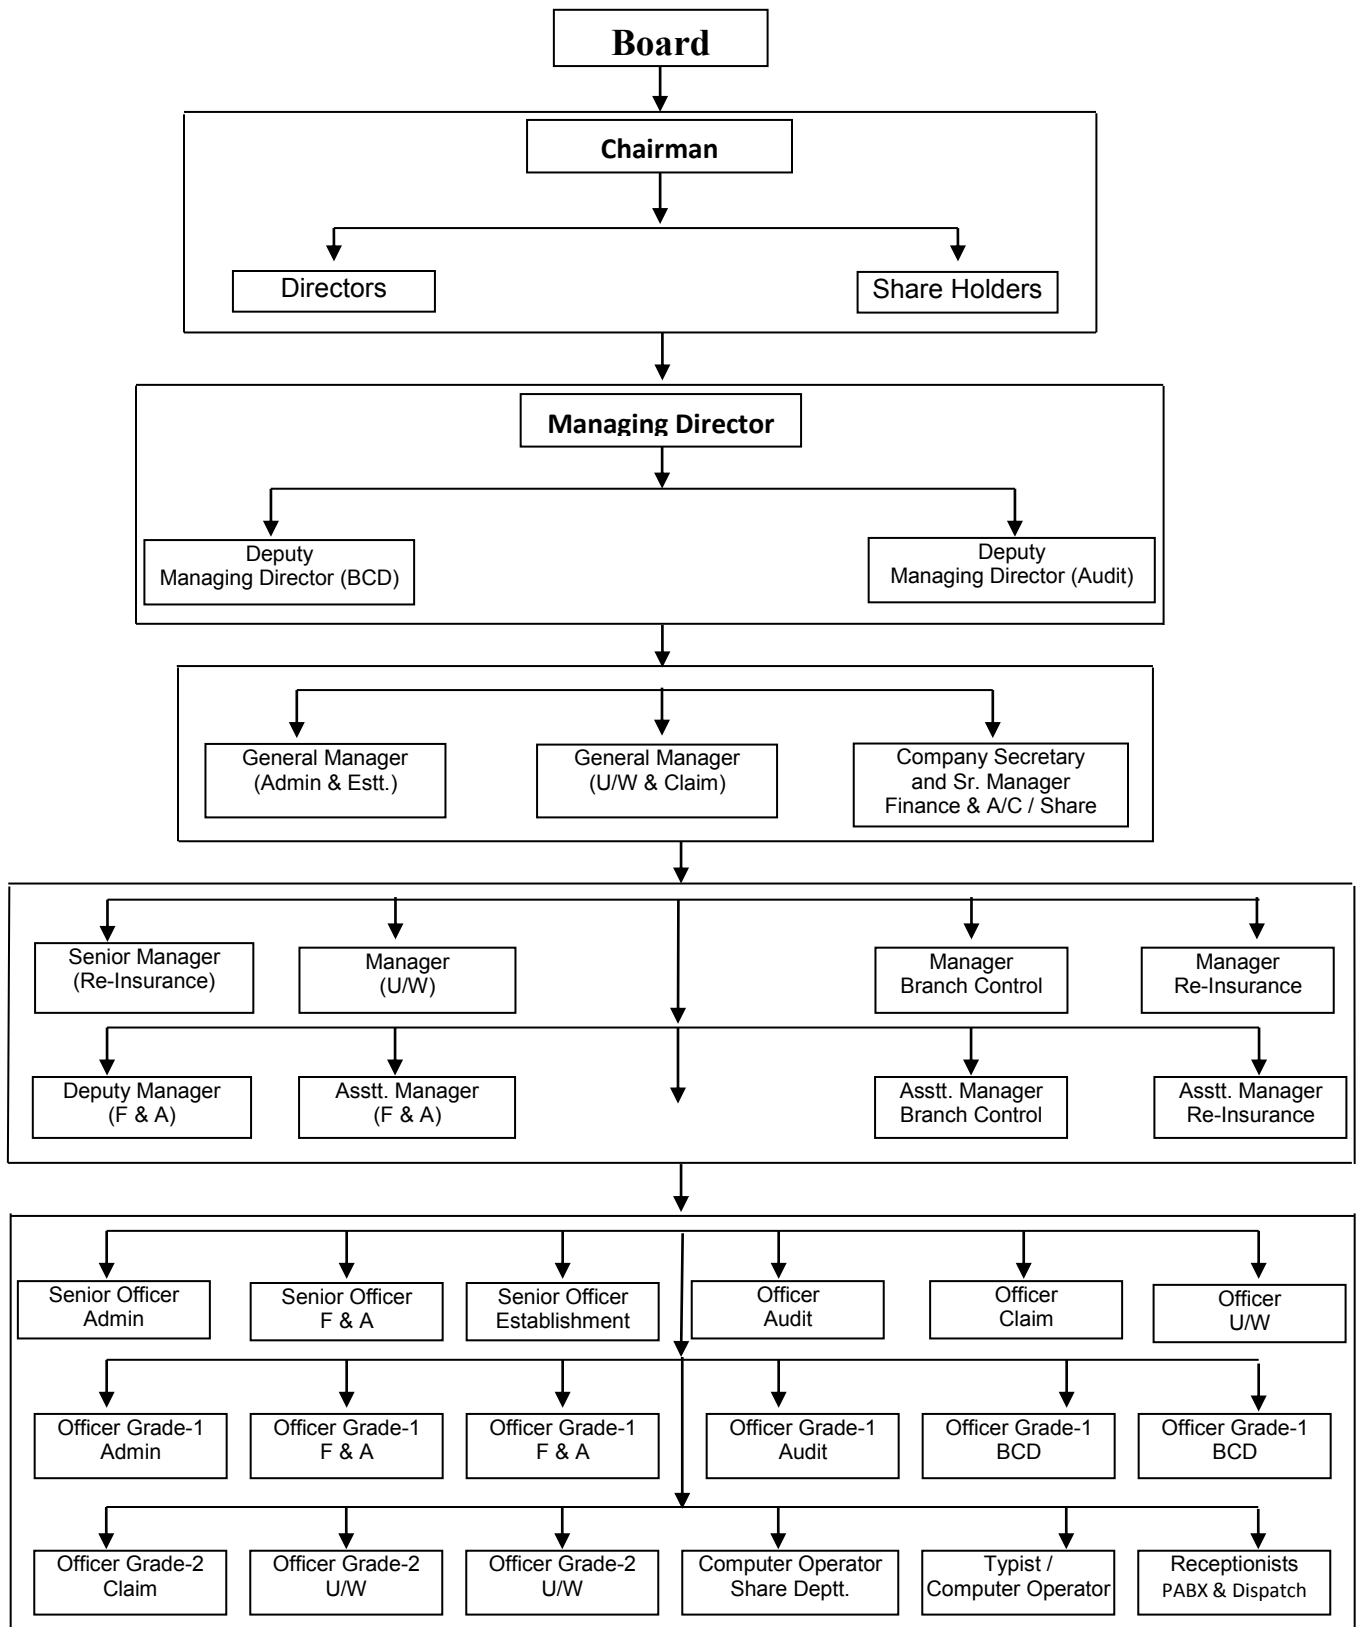 Board
Chairman
Directors
Share Holders
Managing Director
Deputy
Managing Director (BCD)
Deputy
Managing Director (Audit)
General Manager
(Admin & Estt.)
General Manager
(U/W & Claim)
Company Secretary
and Sr. Manager
Finance & A/C / Share
Senior Manager
(Re-Insurance)
Manager
(U/W)
Manager
Branch Control
Manager
Re-Insurance
Deputy Manager
(F & A)
Asstt. Manager
(F & A)
Asstt. Manager
Branch Control
Asstt. Manager
Re-Insurance
Senior Officer
Admin
Senior Officer
F & A
Senior Officer
Establishment
Officer
Audit
Officer
Claim
Officer
U/W
Officer Grade-1
Admin
Officer Grade-1
F & A
Officer Grade-1
F & A
Officer Grade-1
Audit
Officer Grade-1
BCD
Officer Grade-1
BCD
Officer Grade-2
Claim
Officer Grade-2
U/W
Officer Grade-2
U/W
Computer Operator
Share Deptt.
Typist /
Computer Operator
Receptionists
PABX & Dispatch